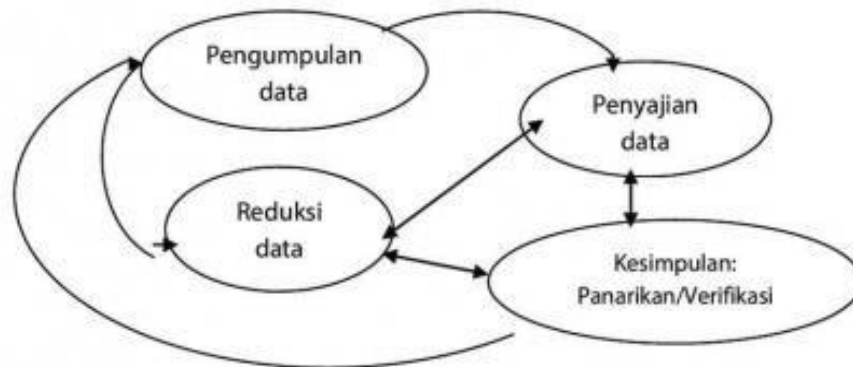 Pengumpulan
data
Penyajian
data
Reduksi
data
Kesimpulan:
Panarikan/Verifikasi